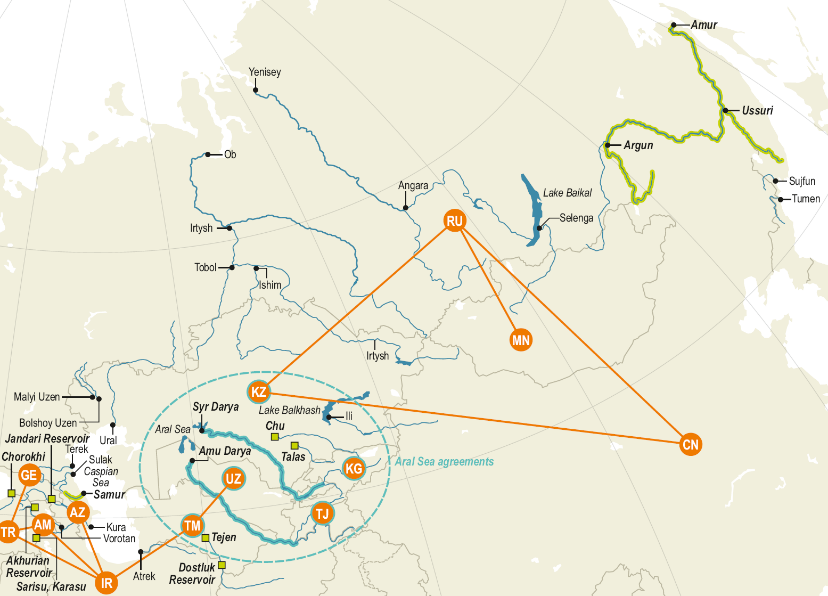 Amur
Yenisey
Ussuri
Argun
Ob
Angara
Lake Baikal
Sujfun
Tumen
RU
Selenga
Irtysh
Tobol
Ishim
MN
Irtysh
KZ
Malyi Uzen
Syr Darya
Lake Balkhash
Ili
Bolshoy Uzen
Aral Sea
Chu
Jandari Reservoir
Ural
CN
Terek
Amu Darya
Talas
Chorokhi
Sulak
Aral Sea agreements
Caspian
Sea
KG
GE
UZ
Samur
AZ
TJ
TR
AM
Kura
TM
Vorotan
Tejen
Akhurian
Reservoir
Dostluk
Reservoir
Atrek
Sarisu, Karasu
IR